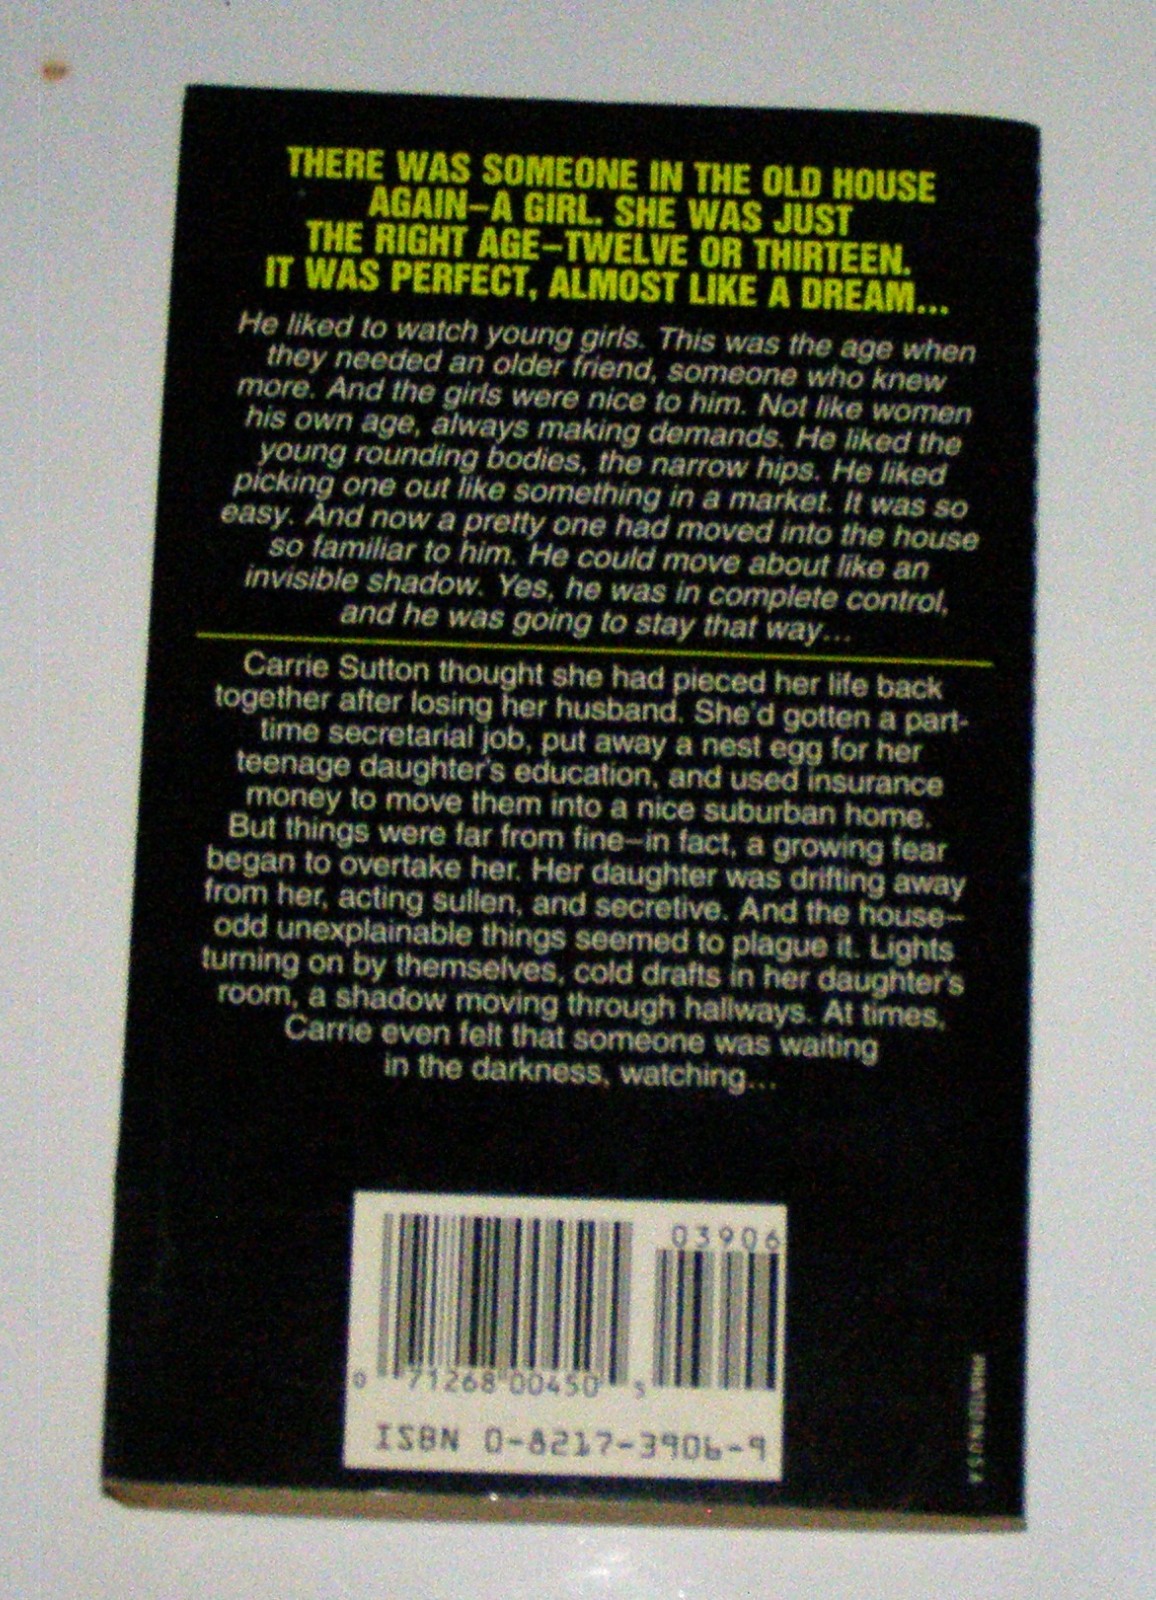 THERE WAS SOMEONE IN THE OLD HOUSE
AGAIN—A GIRL. SHE WAS JUST
THE RIGHT AGE—TWELVE OR THIRTEEN.
IT WAS PERFECT, ALMOST LIKE A DREAM...
He liked to watch young girls. This was the age when
they needed an older friend, someone who knew
more. And the girls were nice to him. Not like women
his own age, always making demands. He liked the
young rounding bodies, the narrow hips. He liked
picking one out like something in a market. It was so
easy. And now a pretty one had moved into the house
so familiar to him. He could move about like an
invisible shadow. Yes, he was in complete control,
and he was going to stay that way...
Carrie Sutton thought she had pieced her life back
together after losing her husband. She'd gotten a part-
time secretarial job, put away a nest egg for her
teenage daughter's education, and used insurance
money to move them into a nice suburban home.
But things were far from fine—in fact, a growing fear
began to overtake her. Her daughter was drifting away
from her, acting sullen, and secretive. And the house—
odd unexplainable things seemed to plague it. Lights
turning on by themselves, cold drafts in her daughter's
room, a shadow moving through hallways. At times,
Carrie even felt that someone was waiting
in the darkness, watching...
03906
0 71268 00450 5
ISBN 0-8217-3906-9
PRINTED IN U.S.A.